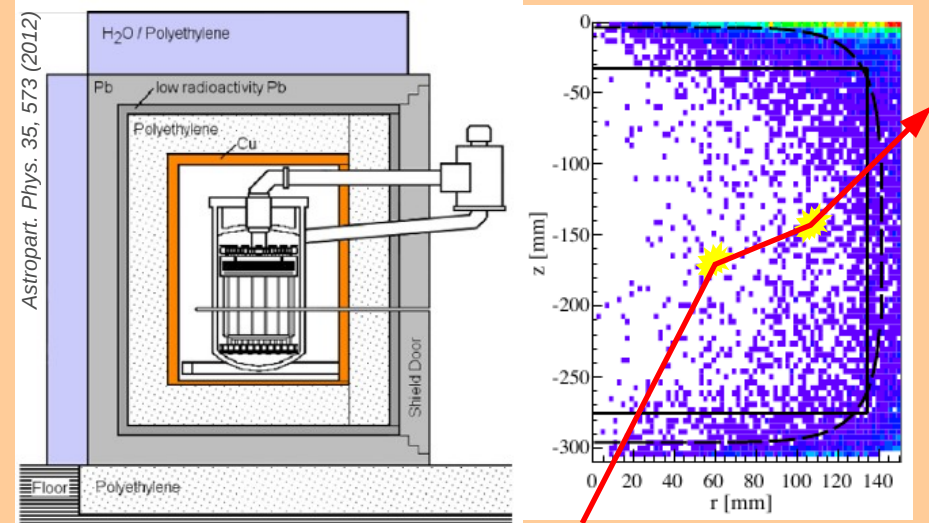 Astropart. Phys. 35, 573 (2012)
H₂O / Polyethylene
Pb
low radioactivity Pb
Polyethylene
Cu
Shield Door
Floor
Polyethylene
0
-50
-100
-150
-200
-250
-300
z [mm]
0 20 40 60 80 100 120 140
r [mm]